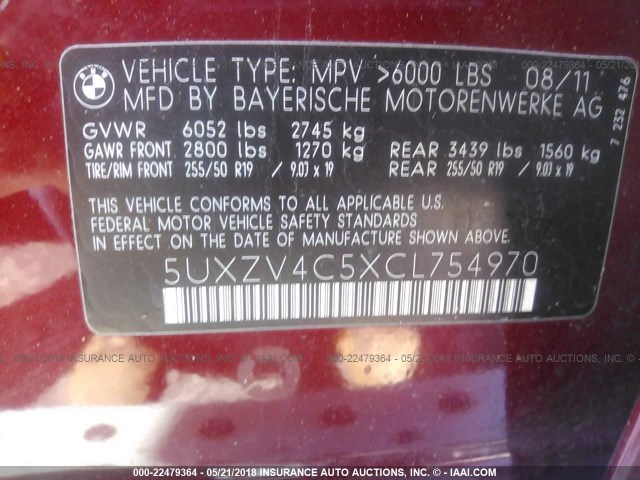 BMW
VEHICLE TYPE: MPV >6000 LBS 08/11
MFD BY BAYERISCHE MOTORENWERKE AG
GVWR 6052 lbs 2745 kg
GAWR FRONT 2800 lbs 1270 kg REAR 3439 lbs 1560 kg
TIRE/RIM FRONT 255/50 R19 / 9.0J x 19 REAR 255/50 R19 / 9.0J x 19
7 232 476
THIS VEHICLE CONFORMS TO ALL APPLICABLE U.S.
FEDERAL MOTOR VEHICLE SAFETY STANDARDS
IN EFFECT ON THE DATE OF MANUFACTURE SHOWN ABOVE.
5UXZV4C5XCL754970
000-22479364 - 05/21/2018 INSURANCE AUTO AUCTIONS, INC. - © - WWW.IAAI.COM